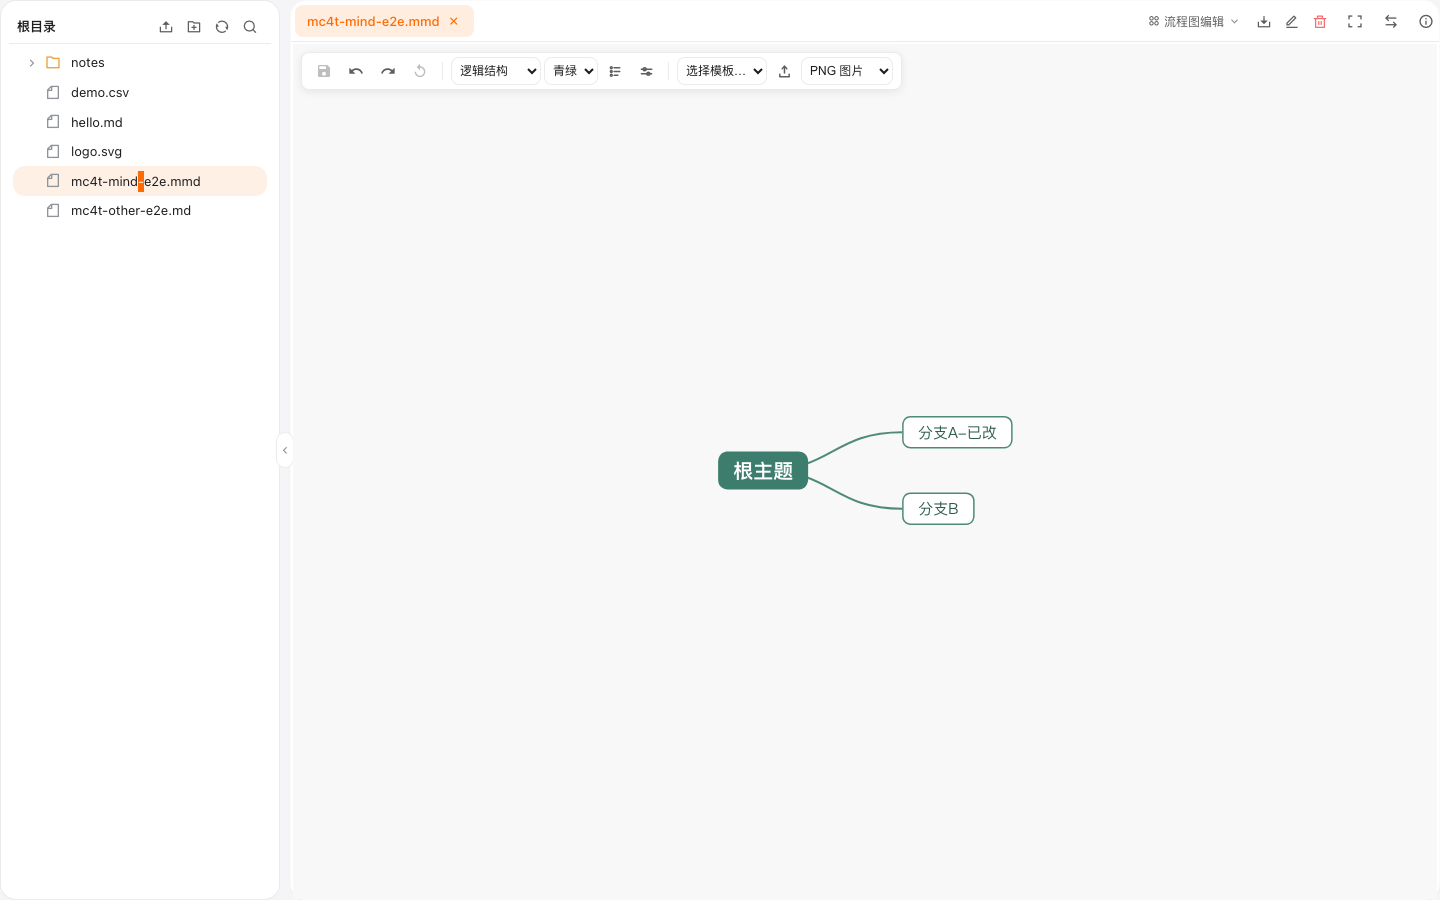 根目录
notes
demo.csv
hello.md
logo.svg
mc4t-mind-e2e.mmd
mc4t-other-e2e.md
mc4t-mind-e2e.mmd
流程图编辑
逻辑结构
青绿
选择模板...
PNG 图片
根主题
分支A-已改
分支B